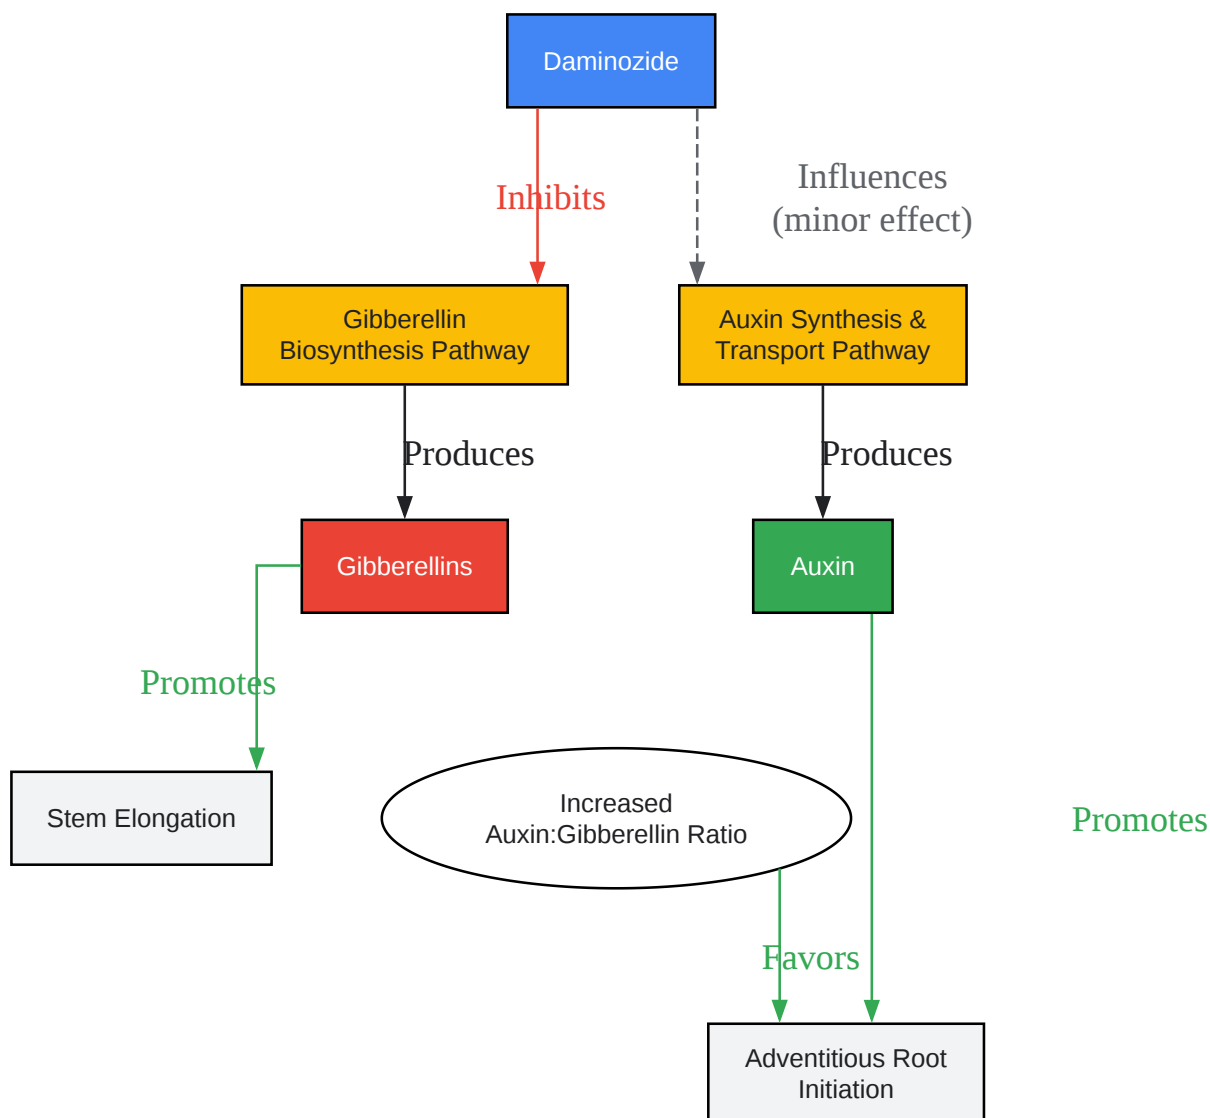 Daminozide
Inhibits
Influences
(minor effect)
Gibberellin
Biosynthesis Pathway
Auxin Synthesis &
Transport Pathway
Produces
Produces
Gibberellins
Auxin
Promotes
Increased
Auxin:Gibberellin Ratio
Stem Elongation
Promotes
Favors
Adventitious Root
Initiation